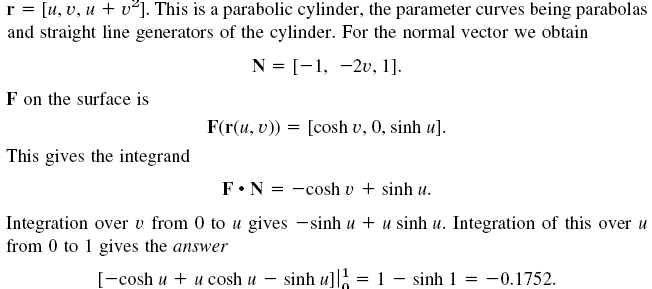 r = [u, v, u + v²]. This is a parabolic cylinder, the parameter curves being parabolas
and straight line generators of the cylinder. For the normal vector we obtain
N = [−1, −2v, 1].
F on the surface is
F(r(u, v)) = [cosh v, 0, sinh u].
This gives the integrand
F • N = −cosh v + sinh u.
Integration over v from 0 to u gives −sinh u + u sinh u. Integration of this over u
from 0 to 1 gives the answer
[−cosh u + u cosh u − sinh u]|¹₀ = 1 − sinh 1 = −0.1752.